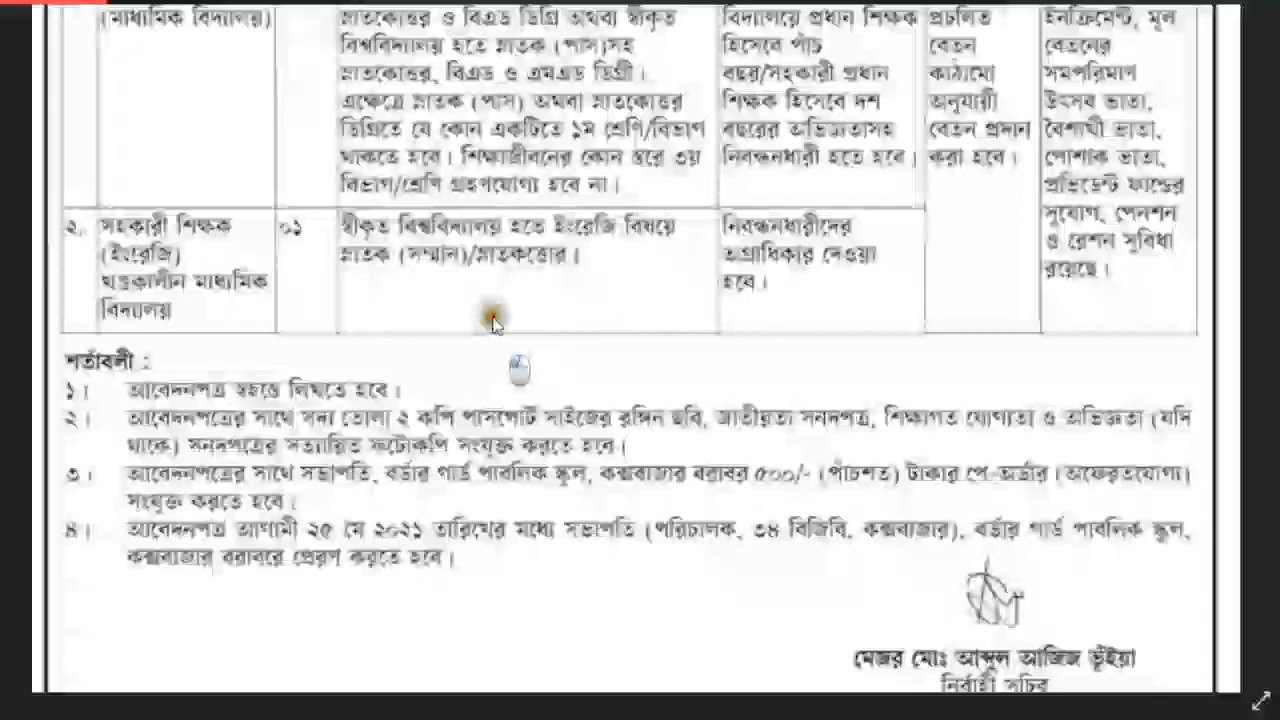 (মাধ্যমিক বিদ্যালয়)
স্নাতকোত্তর ও বিএড ডিগ্রি অথবা স্বীকৃত
বিশ্ববিদ্যালয় হতে স্নাতক (পাস)সহ
স্নাতকোত্তর, বিএড ও এমএড ডিগ্রী।
এক্ষেত্রে স্নাতক (পাস) অথবা স্নাতকোত্তর
ডিগ্রিতে যে কোন একটিতে ১ম শ্রেণি/বিভাগ
থাকতে হবে। শিক্ষাজীবনের কোন স্তরে ৩য়
বিভাগ/শ্রেণি গ্রহণযোগ্য হবে না।
বিদ্যালয়ে প্রধান শিক্ষক
হিসেবে পাঁচ
বছর/সহকারী প্রধান
শিক্ষক হিসেবে দশ
বছরের অভিজ্ঞতাসহ
নিবন্ধনধারী হতে হবে।
প্রচলিত
বেতন
কাঠামো
অনুযায়ী
বেতন প্রদান
করা হবে।
ইনক্রিমেন্ট, মূল
বেতনের
সমপরিমাণ
উৎসব ভাতা,
বৈশাখী ভাতা,
পোশাক ভাতা,
প্রভিডেন্ট ফান্ডের
সুযোগ, পেনশন
ও রেশন সুবিধা
রয়েছে।
২.
সহকারী শিক্ষক
(ইংরেজি)
খন্ডকালীন মাধ্যমিক
বিদ্যালয়
০১
স্বীকৃত বিশ্ববিদ্যালয় হতে ইংরেজি বিষয়ে
স্নাতক (সম্মান)/স্নাতকত্তোর।
নিবন্ধনধারীদের
অগ্রাধিকার দেওয়া
হবে।
শর্তাবলী :
১। আবেদনপত্র স্বহস্তে লিখতে হবে।
২। আবেদনপত্রের সাথে সদ্য তোলা ২ কপি পাসপোর্ট সাইজের রঙ্গিন ছবি, জাতীয়তা সনদপত্র, শিক্ষাগত যোগ্যতা ও অভিজ্ঞতা (যদি
থাকে) সনদপত্রের সত্যায়িত ফটোকপি সংযুক্ত করতে হবে।
৩। আবেদনপত্রের সাথে সভাপতি, বর্ডার গার্ড পাবলিক স্কুল, কক্সবাজার বরাবর ৫০০/- (পাঁচশত) টাকার পে-অর্ডার (অফেরতযোগ্য)
সংযুক্ত করতে হবে।
৪। আবেদনপত্র আগামী ২৫ মে ২০২১ তারিখের মধ্যে সভাপতি (পরিচালক, ৩৪ বিজিবি, কক্সবাজার), বর্ডার গার্ড পাবলিক স্কুল,
কক্সবাজার বরাবরে প্রেরণ করতে হবে।
মেজর মোঃ আব্দুল আজিজ ভূঁইয়া
নির্বাহী সচিব